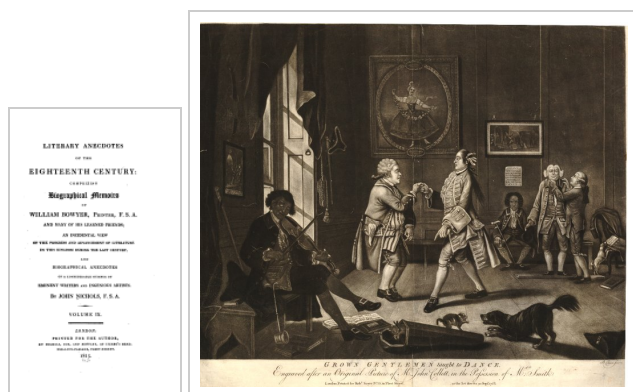 LITERARY ANECDOTES
OF THE
EIGHTEENTH CENTURY:
COMPRIZING
Biographical Memoirs
OF
WILLIAM BOWYER, PRINTER, F.S.A.
AND MANY OF HIS LEARNED FRIENDS;
AN INCIDENTAL VIEW
OF THE PROGRESS AND ADVANCEMENT OF LITERATURE
IN THIS KINGDOM DURING THE LAST CENTURY;
AND
BIOGRAPHICAL ANECDOTES
OF A CONSIDERABLE NUMBER OF
EMINENT WRITERS AND INGENIOUS ARTISTS.
By JOHN NICHOLS, F.S.A.
VOLUME IX.
LONDON:
PRINTED FOR THE AUTHOR,
GROWN GENTLEMEN taught to DANCE.
Engraved after an Original Picture of Mr. John Collett, in the Possession of Mr. Smith.